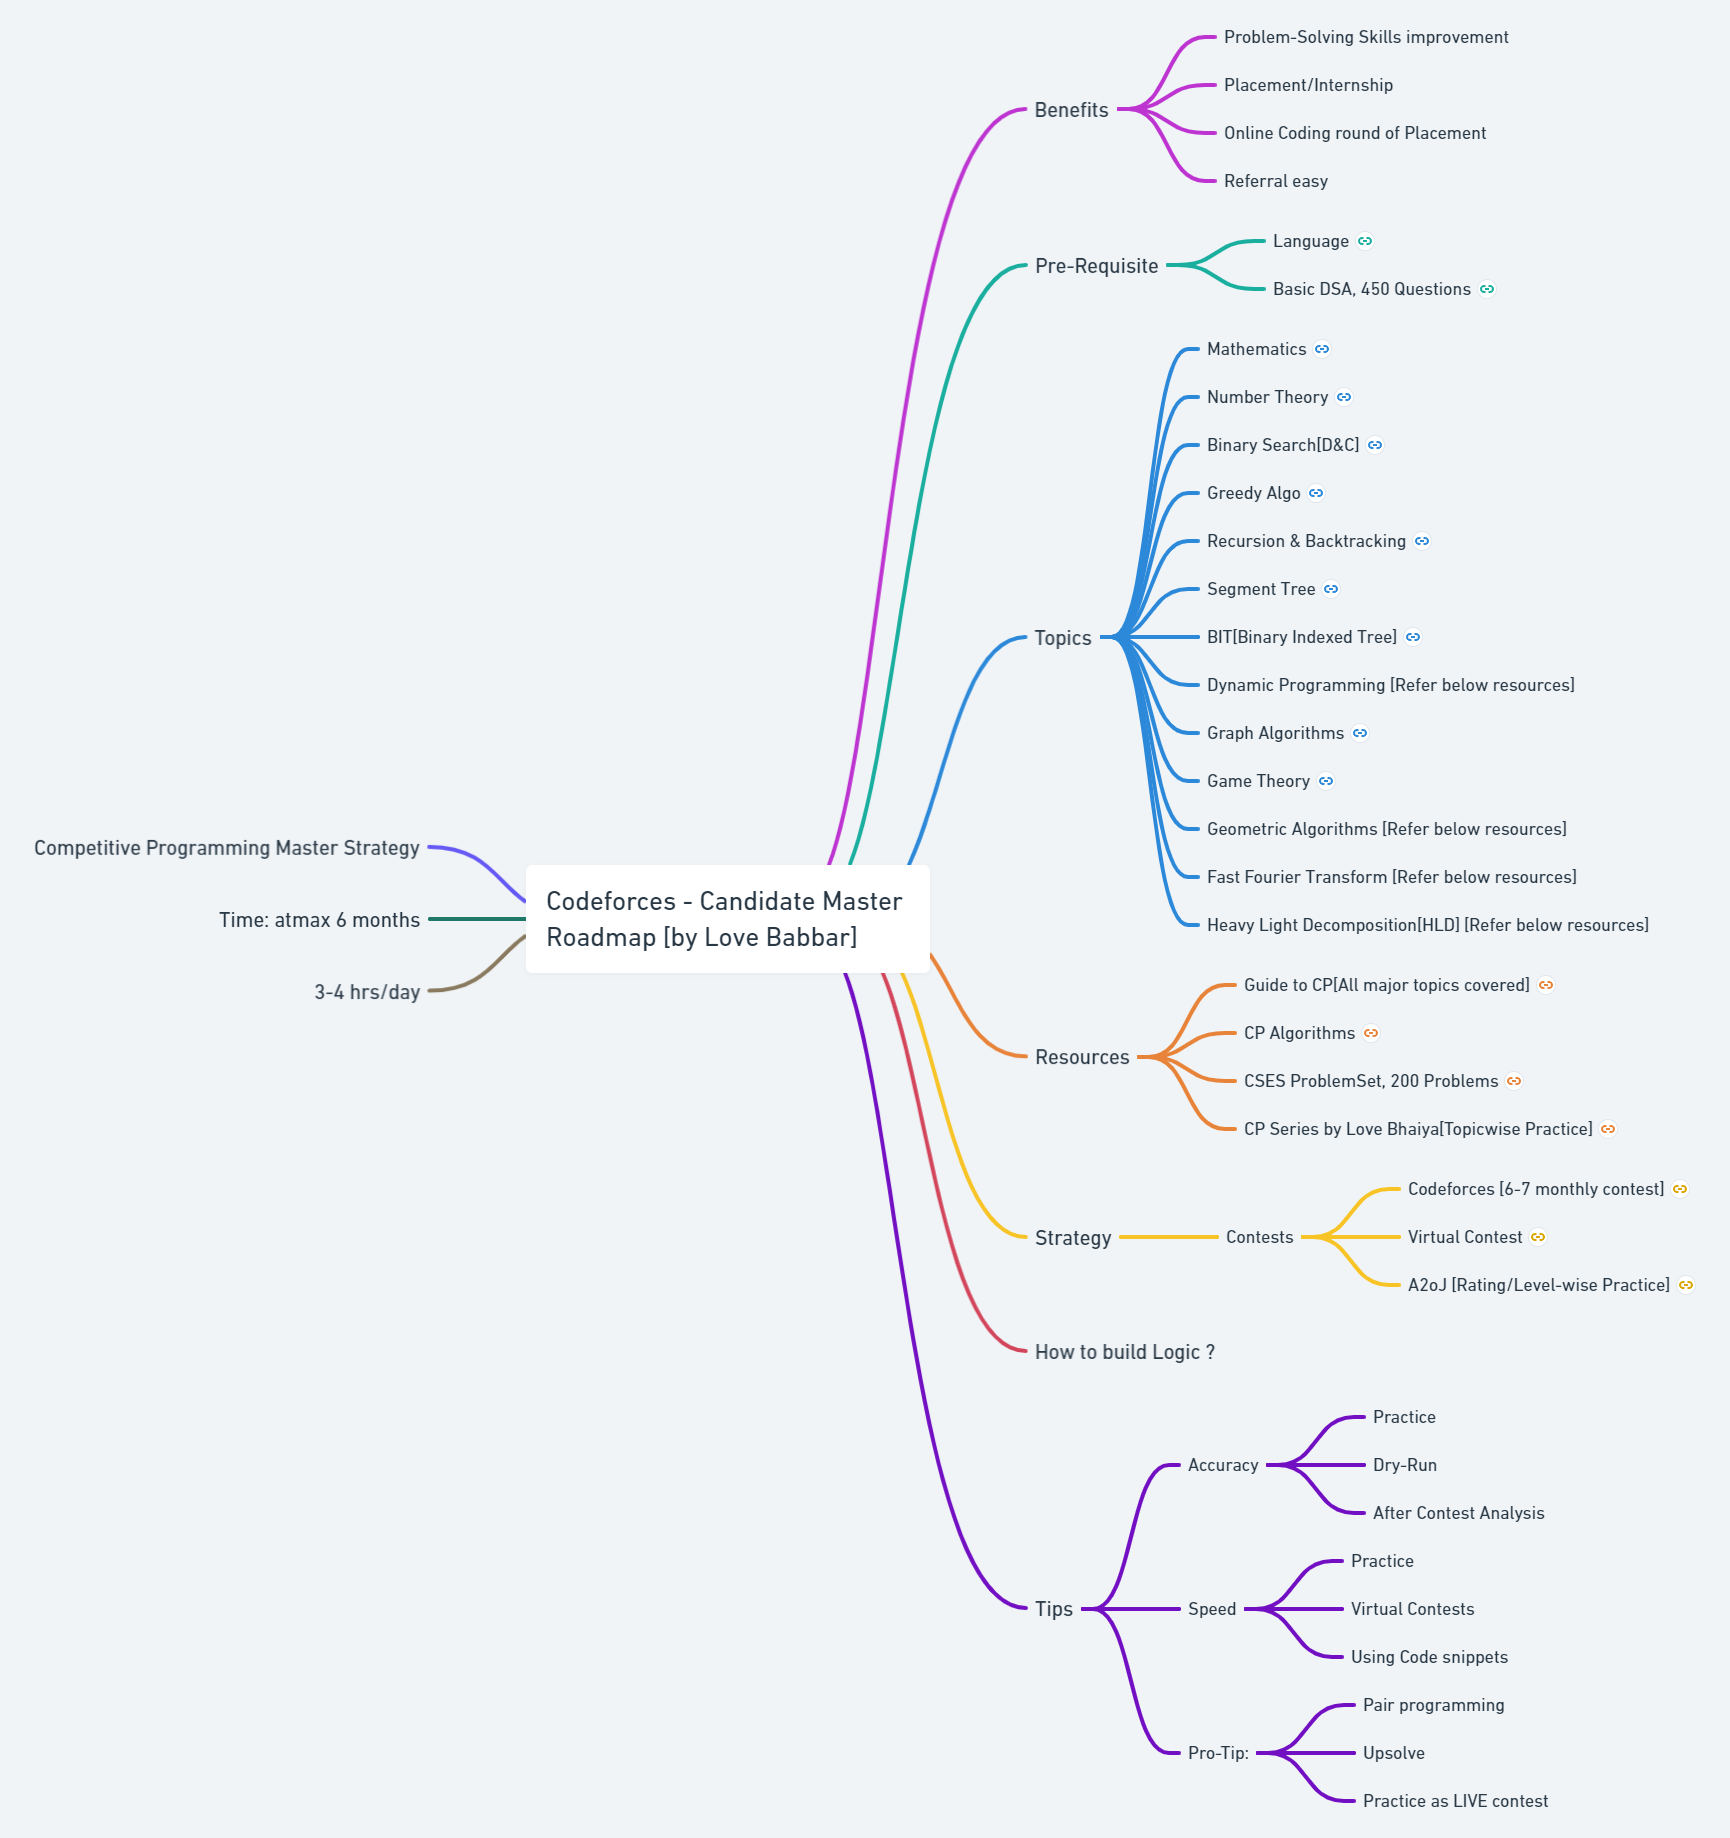 Competitive Programming Master Strategy
Time: atmax 6 months
3-4 hrs/day
Codeforces - Candidate Master
Roadmap [by Love Babbar]
Benefits
Problem-Solving Skills improvement
Placement/Internship
Online Coding round of Placement
Referral easy
Pre-Requisite
Language
Basic DSA, 450 Questions
Topics
Mathematics
Number Theory
Binary Search[D&C]
Greedy Algo
Recursion & Backtracking
Segment Tree
BIT[Binary Indexed Tree]
Dynamic Programming [Refer below resources]
Graph Algorithms
Game Theory
Geometric Algorithms [Refer below resources]
Fast Fourier Transform [Refer below resources]
Heavy Light Decomposition[HLD] [Refer below resources]
Resources
Guide to CP[All major topics covered]
CP Algorithms
CSES ProblemSet, 200 Problems
CP Series by Love Bhaiya[Topicwise Practice]
Strategy
Contests
Codeforces [6-7 monthly contest]
Virtual Contest
A2oJ [Rating/Level-wise Practice]
How to build Logic ?
Tips
Accuracy
Practice
Dry-Run
After Contest Analysis
Speed
Practice
Virtual Contests
Using Code snippets
Pro-Tip:
Pair programming
Upsolve
Practice as LIVE contest